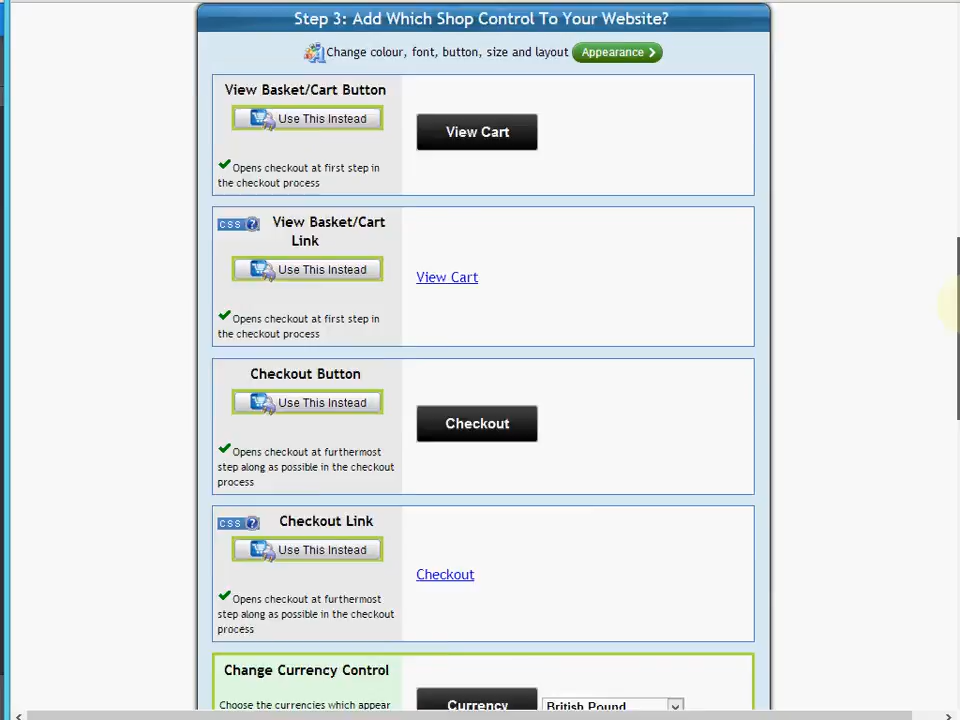 Step 3: Add Which Shop Control To Your Website?
Change colour, font, button, size and layout Appearance
View Basket/Cart Button
Use This Instead
Opens checkout at first step in
the checkout process
View Cart
css ? View Basket/Cart
Link
Use This Instead
Opens checkout at first step in
the checkout process
View Cart
Checkout Button
Use This Instead
Opens checkout at furthermost
step along as possible in the checkout
process
Checkout
css ? Checkout Link
Use This Instead
Opens checkout at furthermost
step along as possible in the checkout
process
Checkout
Change Currency Control
Choose the currencies which appear
Currency British Pound